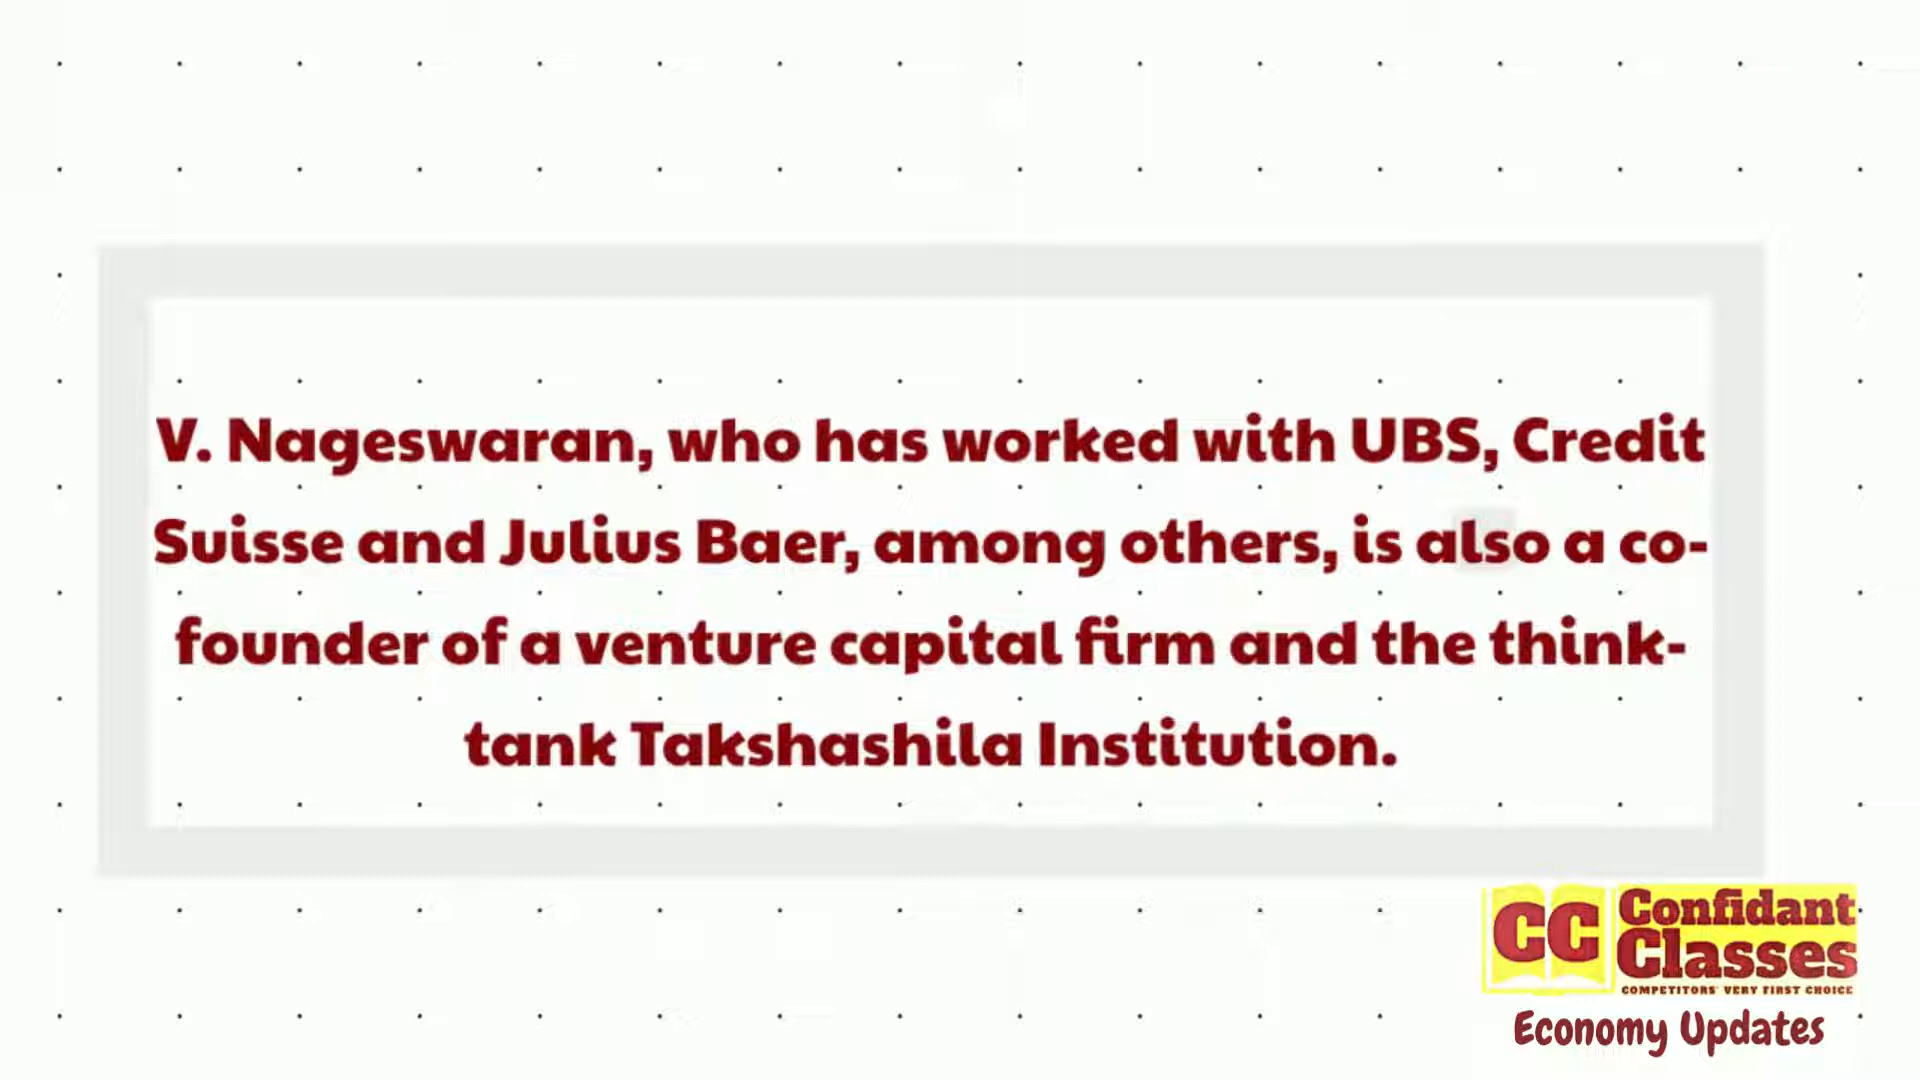 V. Nageswaran, who has worked with UBS, Credit
Suisse and Julius Baer, among others, is also a co-
founder of a venture capital firm and the think-
tank Takshashila Institution.
CC Confidant
Classes
COMPETITORS' VERY FIRST CHOICE
Economy Updates